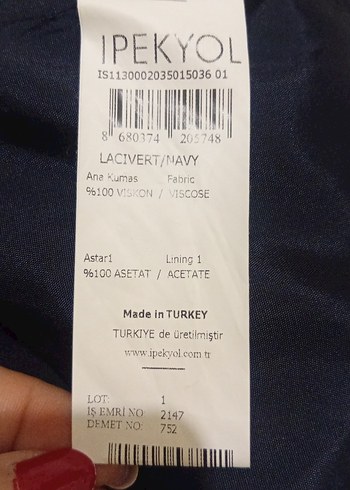 IPEKYOL
IS1130002035015036 01
8 680374 205748
LACIVERT/NAVY
Ana Kumas Fabric
%100 VISKON / VISCOSE
Astar1 Lining 1
%100 ASETAT / ACETATE
Made in TURKEY
TURKIYE de üretilmiştir
www.ipekyol.com tr
LOT: 1
IŞ EMRİ NO 2147
DEMET NO: 752